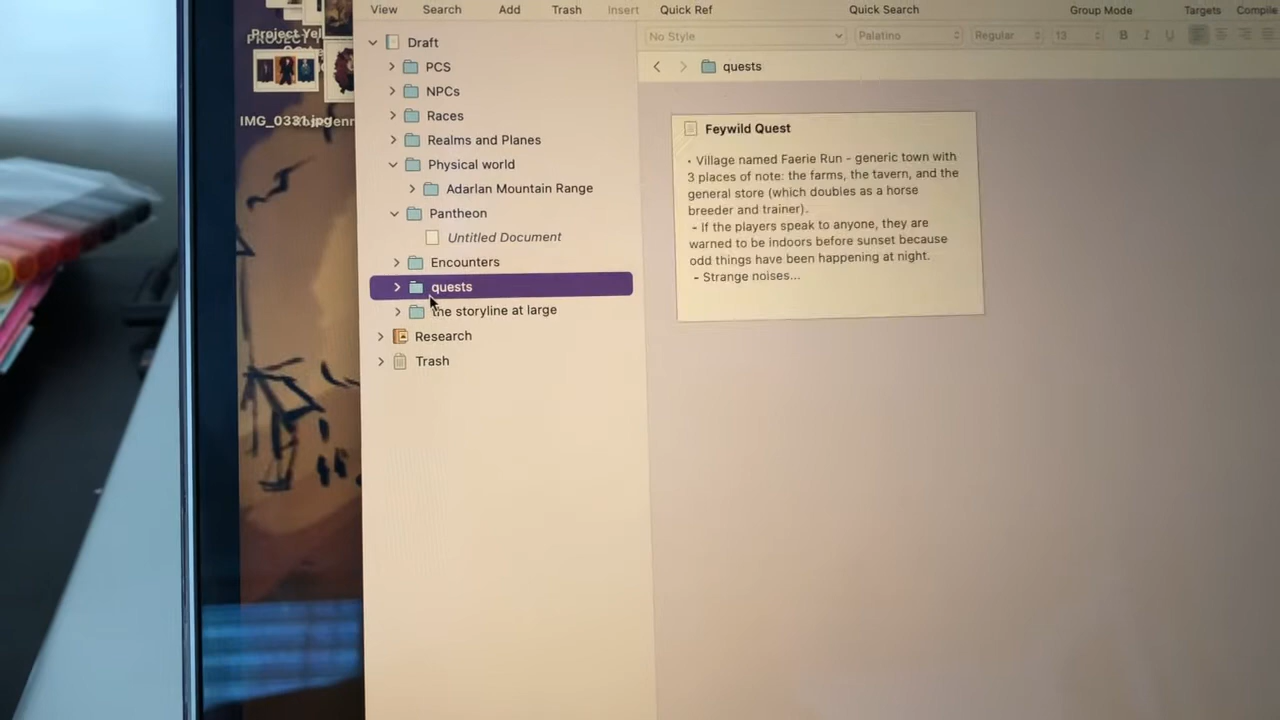 View Search Add Trash Insert Quick Ref Quick Search Group Mode Targets Compile
No Style Palatino Regular 13 B I U
Project Yel
IMG_0331.jpg
Draft
PCS
NPCs
Races
Realms and Planes
Physical world
Adarlan Mountain Range
Pantheon
Untitled Document
Encounters
quests
the storyline at large
Research
Trash
quests
Feywild Quest
• Village named Faerie Run - generic town with
3 places of note: the farms, the tavern, and the
general store (which doubles as a horse
breeder and trainer).
- If the players speak to anyone, they are
warned to be indoors before sunset because
odd things have been happening at night.
- Strange noises...